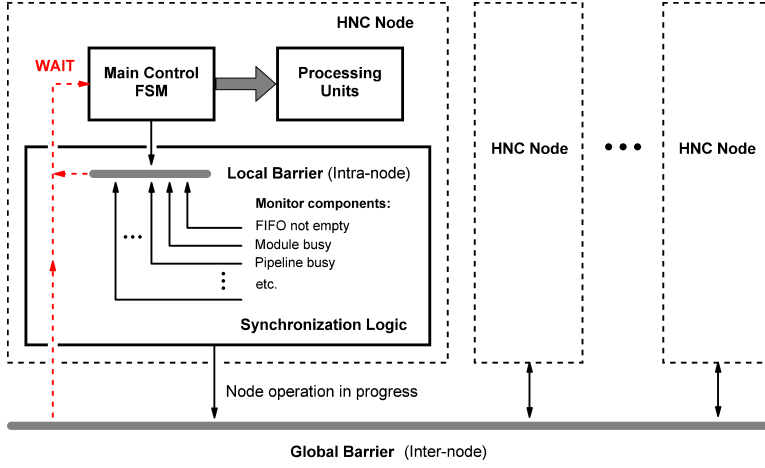 HNC Node
WAIT
Main Control
FSM
Processing
Units
HNC Node
HNC Node
Local Barrier (Intra-node)
Monitor components:
FIFO not empty
Module busy
Pipeline busy
etc.
Synchronization Logic
Node operation in progress
Global Barrier (Inter-node)